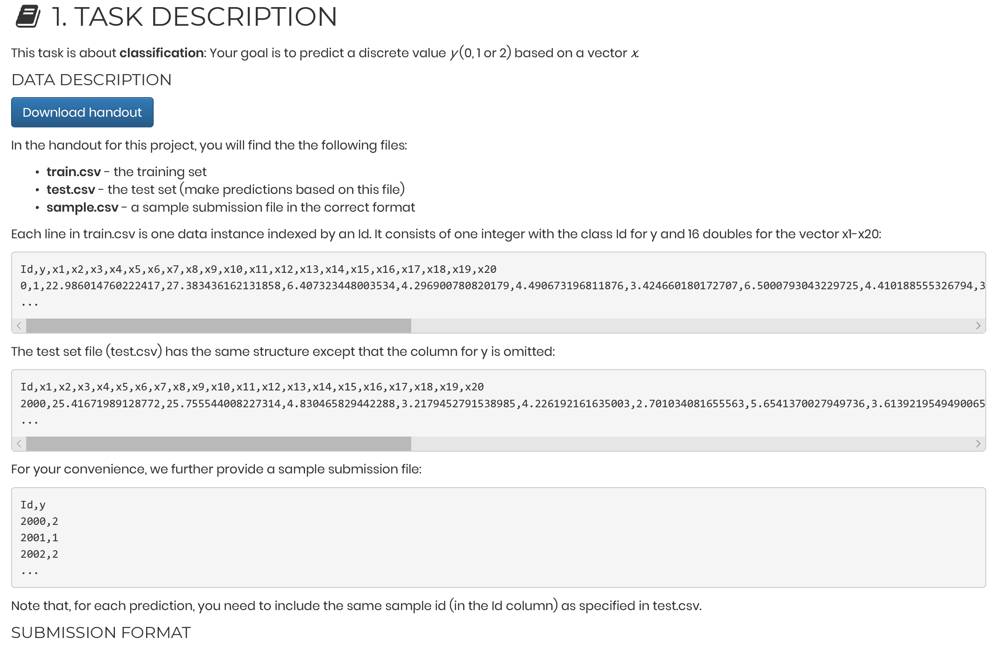 1. TASK DESCRIPTION
This task is about classification: Your goal is to predict a discrete value y (0, 1 or 2) based on a vector x.
DATA DESCRIPTION
Download handout
In the handout for this project, you will find the the following files:
• train.csv - the training set
• test.csv - the test set (make predictions based on this file)
• sample.csv - a sample submission file in the correct format
Each line in train.csv is one data instance indexed by an Id. It consists of one integer with the class Id for y and 16 doubles for the vector x1-x20:
Id,y,x1,x2,x3,x4,x5,x6,x7,x8,x9,x10,x11,x12,x13,x14,x15,x16,x17,x18,x19,x20
0,1,22.986014760222417,27.383436162131858,6.407323448003534,4.296900780820179,4.490673196811876,3.424660180172707,6.5000793043229725,4.410188555326794,3
...
The test set file (test.csv) has the same structure except that the column for y is omitted:
Id,x1,x2,x3,x4,x5,x6,x7,x8,x9,x10,x11,x12,x13,x14,x15,x16,x17,x18,x19,x20
2000,25.41671989128772,25.755544008227314,4.830465829442288,3.2179452791538985,4.226192161635003,2.701034081655563,5.6541370027949736,3.6139219549490065
...
For your convenience, we further provide a sample submission file:
Id,y
2000,2
2001,1
2002,2
...
Note that, for each prediction, you need to include the same sample id (in the Id column) as specified in test.csv.
SUBMISSION FORMAT